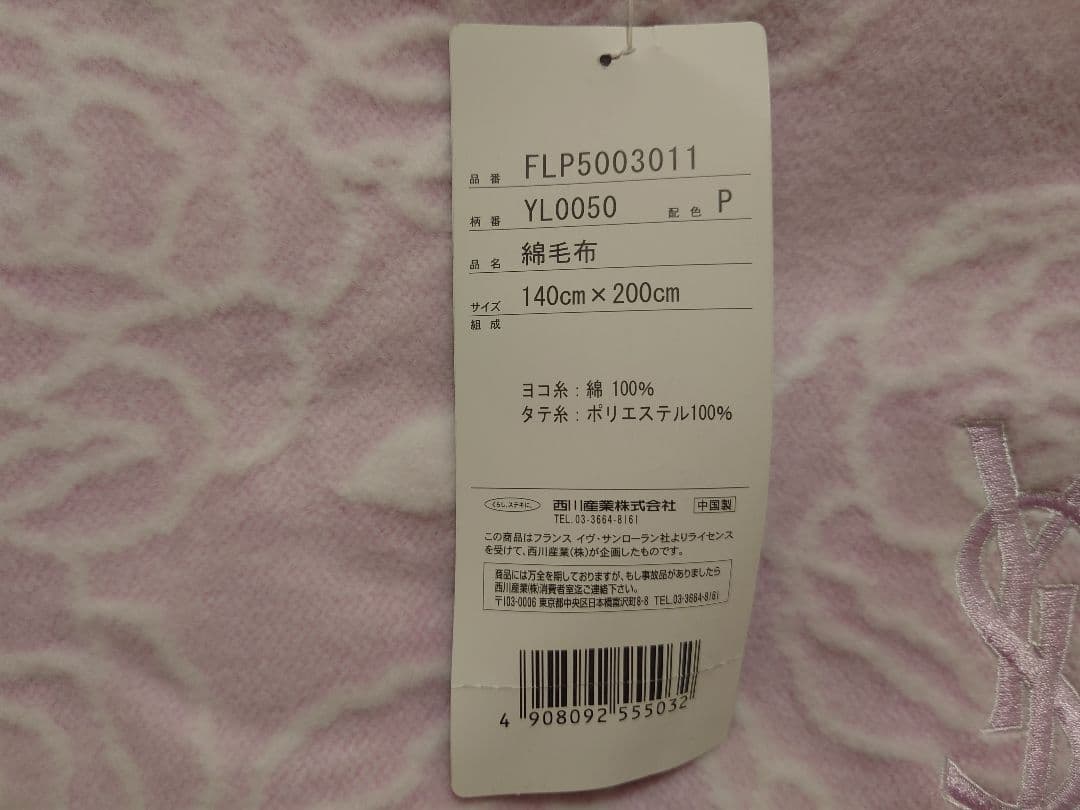 品番 FLP5003011
柄番 YL0050 配色 P
品名 綿毛布
サイズ 140cm×200cm
組成
ヨコ糸：綿 100%
タテ糸：ポリエステル100%
くらし、ステキに。 西川産業株式会社 中国製
TEL.03-3664-8161
この商品はフランス イヴ・サンローラン社よりライセンス
を受けて、西川産業(株)が企画したものです。
商品には万全を期しておりますが、もし事故品がありましたら
西川産業(株)消費者室迄ご連絡下さい。
〒103-0006 東京都中央区日本橋富沢町8-8 TEL.03-3664-8161
4 908092 555032
YSL